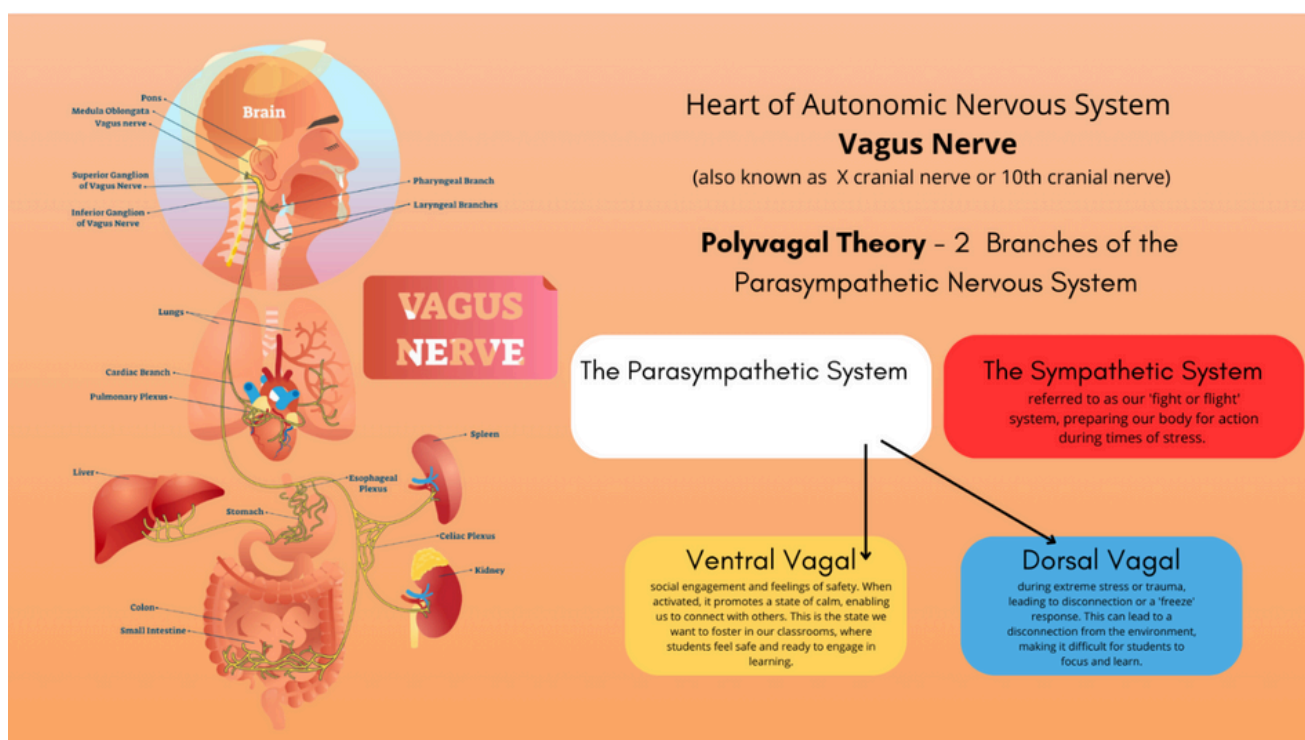 Brain
Pons
Medula Oblongata
Vagus nerve
Superior Ganglion
of Vagus Nerve
Inferior Ganglion
of Vagus Nerve
Pharyngeal Branch
Laryngeal Branches
VAGUS
NERVE
Lungs
Cardiac Branch
Pulmonary Plexus
Spleen
Liver
Esophageal
Plexus
Stomach
Celiac Plexus
Kidney
Colon
Small Intestine
Heart of Autonomic Nervous System
Vagus Nerve
(also known as X cranial nerve or 10th cranial nerve)
Polyvagal Theory - 2 Branches of the
Parasympathetic Nervous System
The Parasympathetic System
The Sympathetic System
referred to as our 'fight or flight'
system, preparing our body for action
during times of stress.
Ventral Vagal
social engagement and feelings of safety. When
activated, it promotes a state of calm, enabling
us to connect with others. This is the state we
want to foster in our classrooms, where
students feel safe and ready to engage in
learning.
Dorsal Vagal
during extreme stress or trauma,
leading to disconnection or a 'freeze'
response. This can lead to a
disconnection from the environment,
making it difficult for students to
focus and learn.